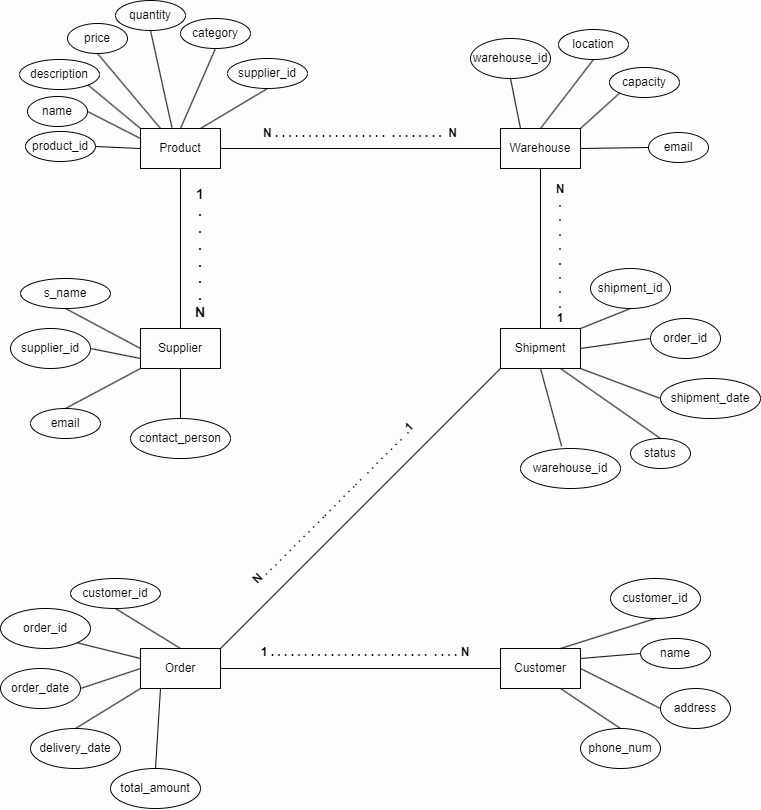 quantity
price
category
description
supplier_id
name
product_id
Product
N ................. ........ N
warehouse_id
location
capacity
Warehouse
email
1
N
N
1
s_name
supplier_id
Supplier
email
contact_person
shipment_id
order_id
Shipment
shipment_date
status
warehouse_id
1
N
customer_id
order_id
Order
order_date
delivery_date
total_amount
1 ........................ .... N
customer_id
name
Customer
address
phone_num